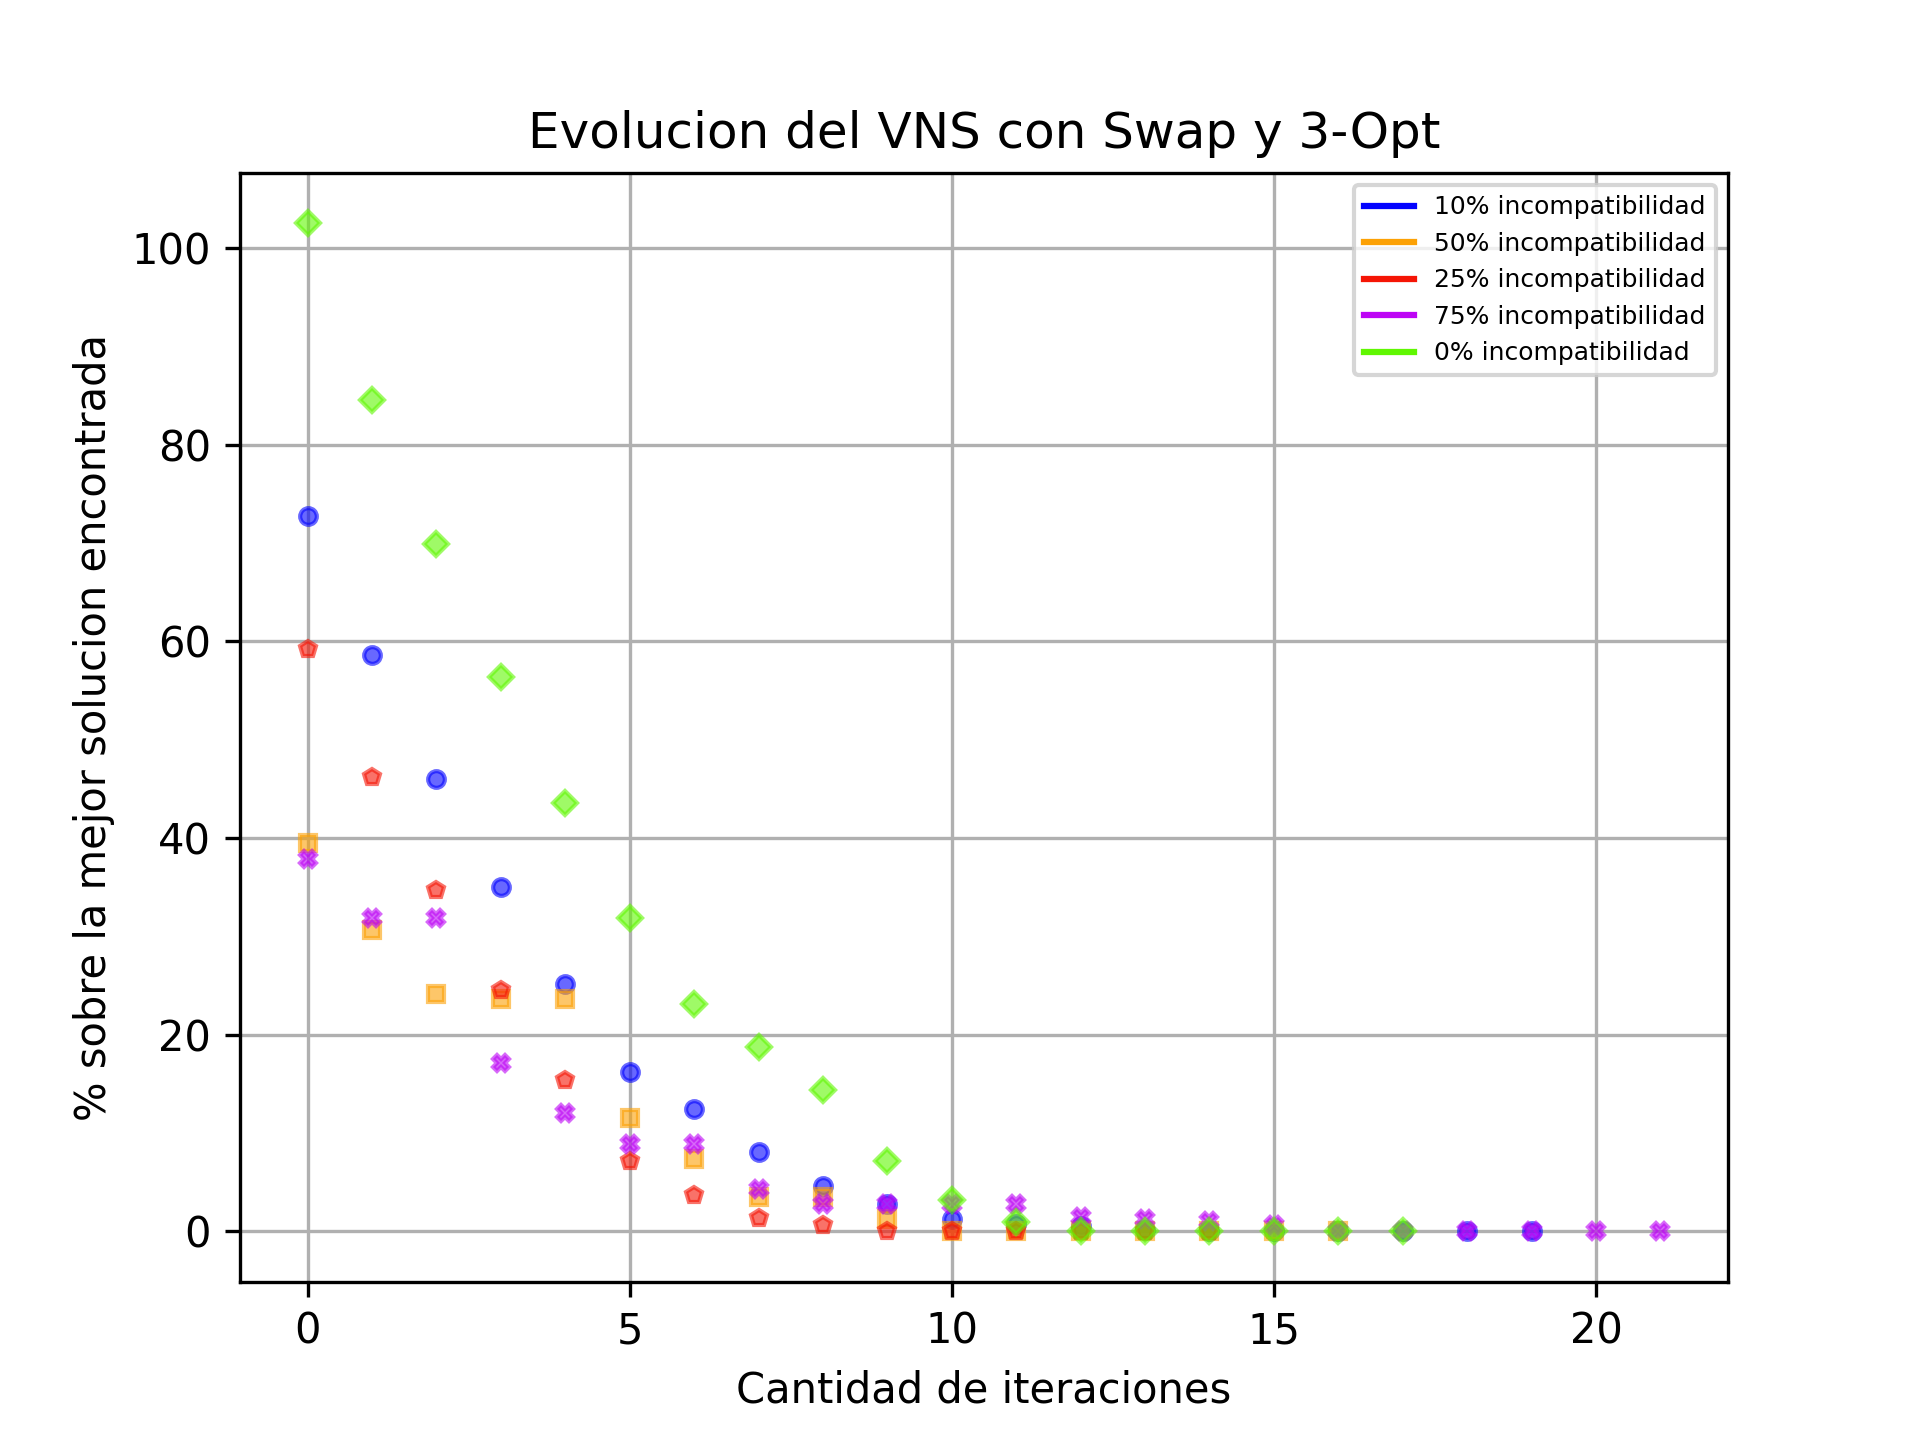 Evolucion del VNS con Swap y 3-Opt
10% incompatibilidad
50% incompatibilidad
25% incompatibilidad
75% incompatibilidad
0% incompatibilidad
% sobre la mejor solucion encontrada
100
80
60
40
20
0
0 5 10 15 20
Cantidad de iteraciones